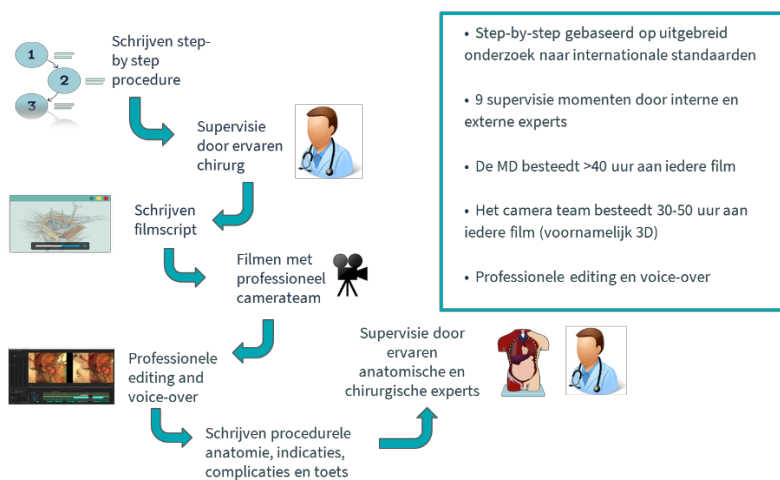 1
2
3
Schrijven step-
by step
procedure
Supervisie
door ervaren
chirurg
Schrijven
filmscript
Filmen met
professioneel
camerateam
Professionele
editing and
voice-over
Schrijven procedurele
anatomie, indicaties,
complicaties en toets
Supervisie door
ervaren
anatomische en
chirurgische experts
• Step-by-step gebaseerd op uitgebreid
onderzoek naar internationale standaarden
• 9 supervisie momenten door interne en
externe experts
• De MD besteedt >40 uur aan iedere film
• Het camera team besteedt 30-50 uur aan
iedere film (voornamelijk 3D)
• Professionele editing en voice-over